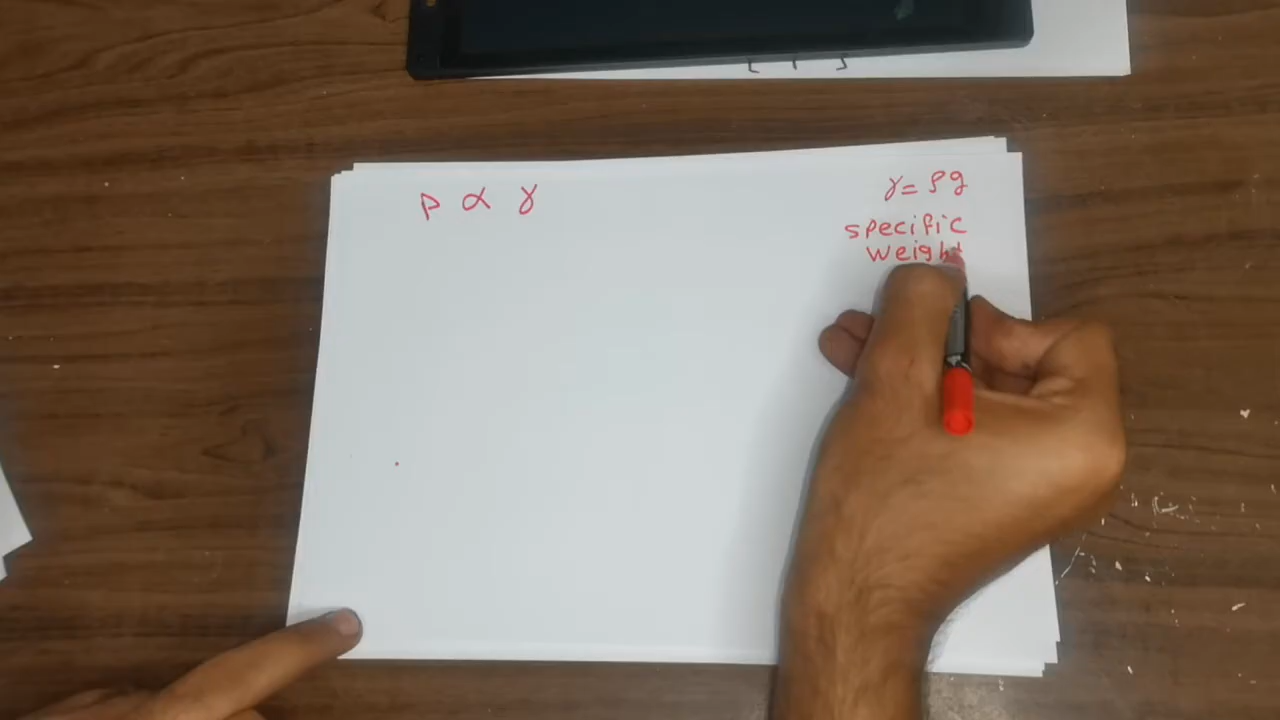 P ∝ γ
γ = ρg
specific
weight